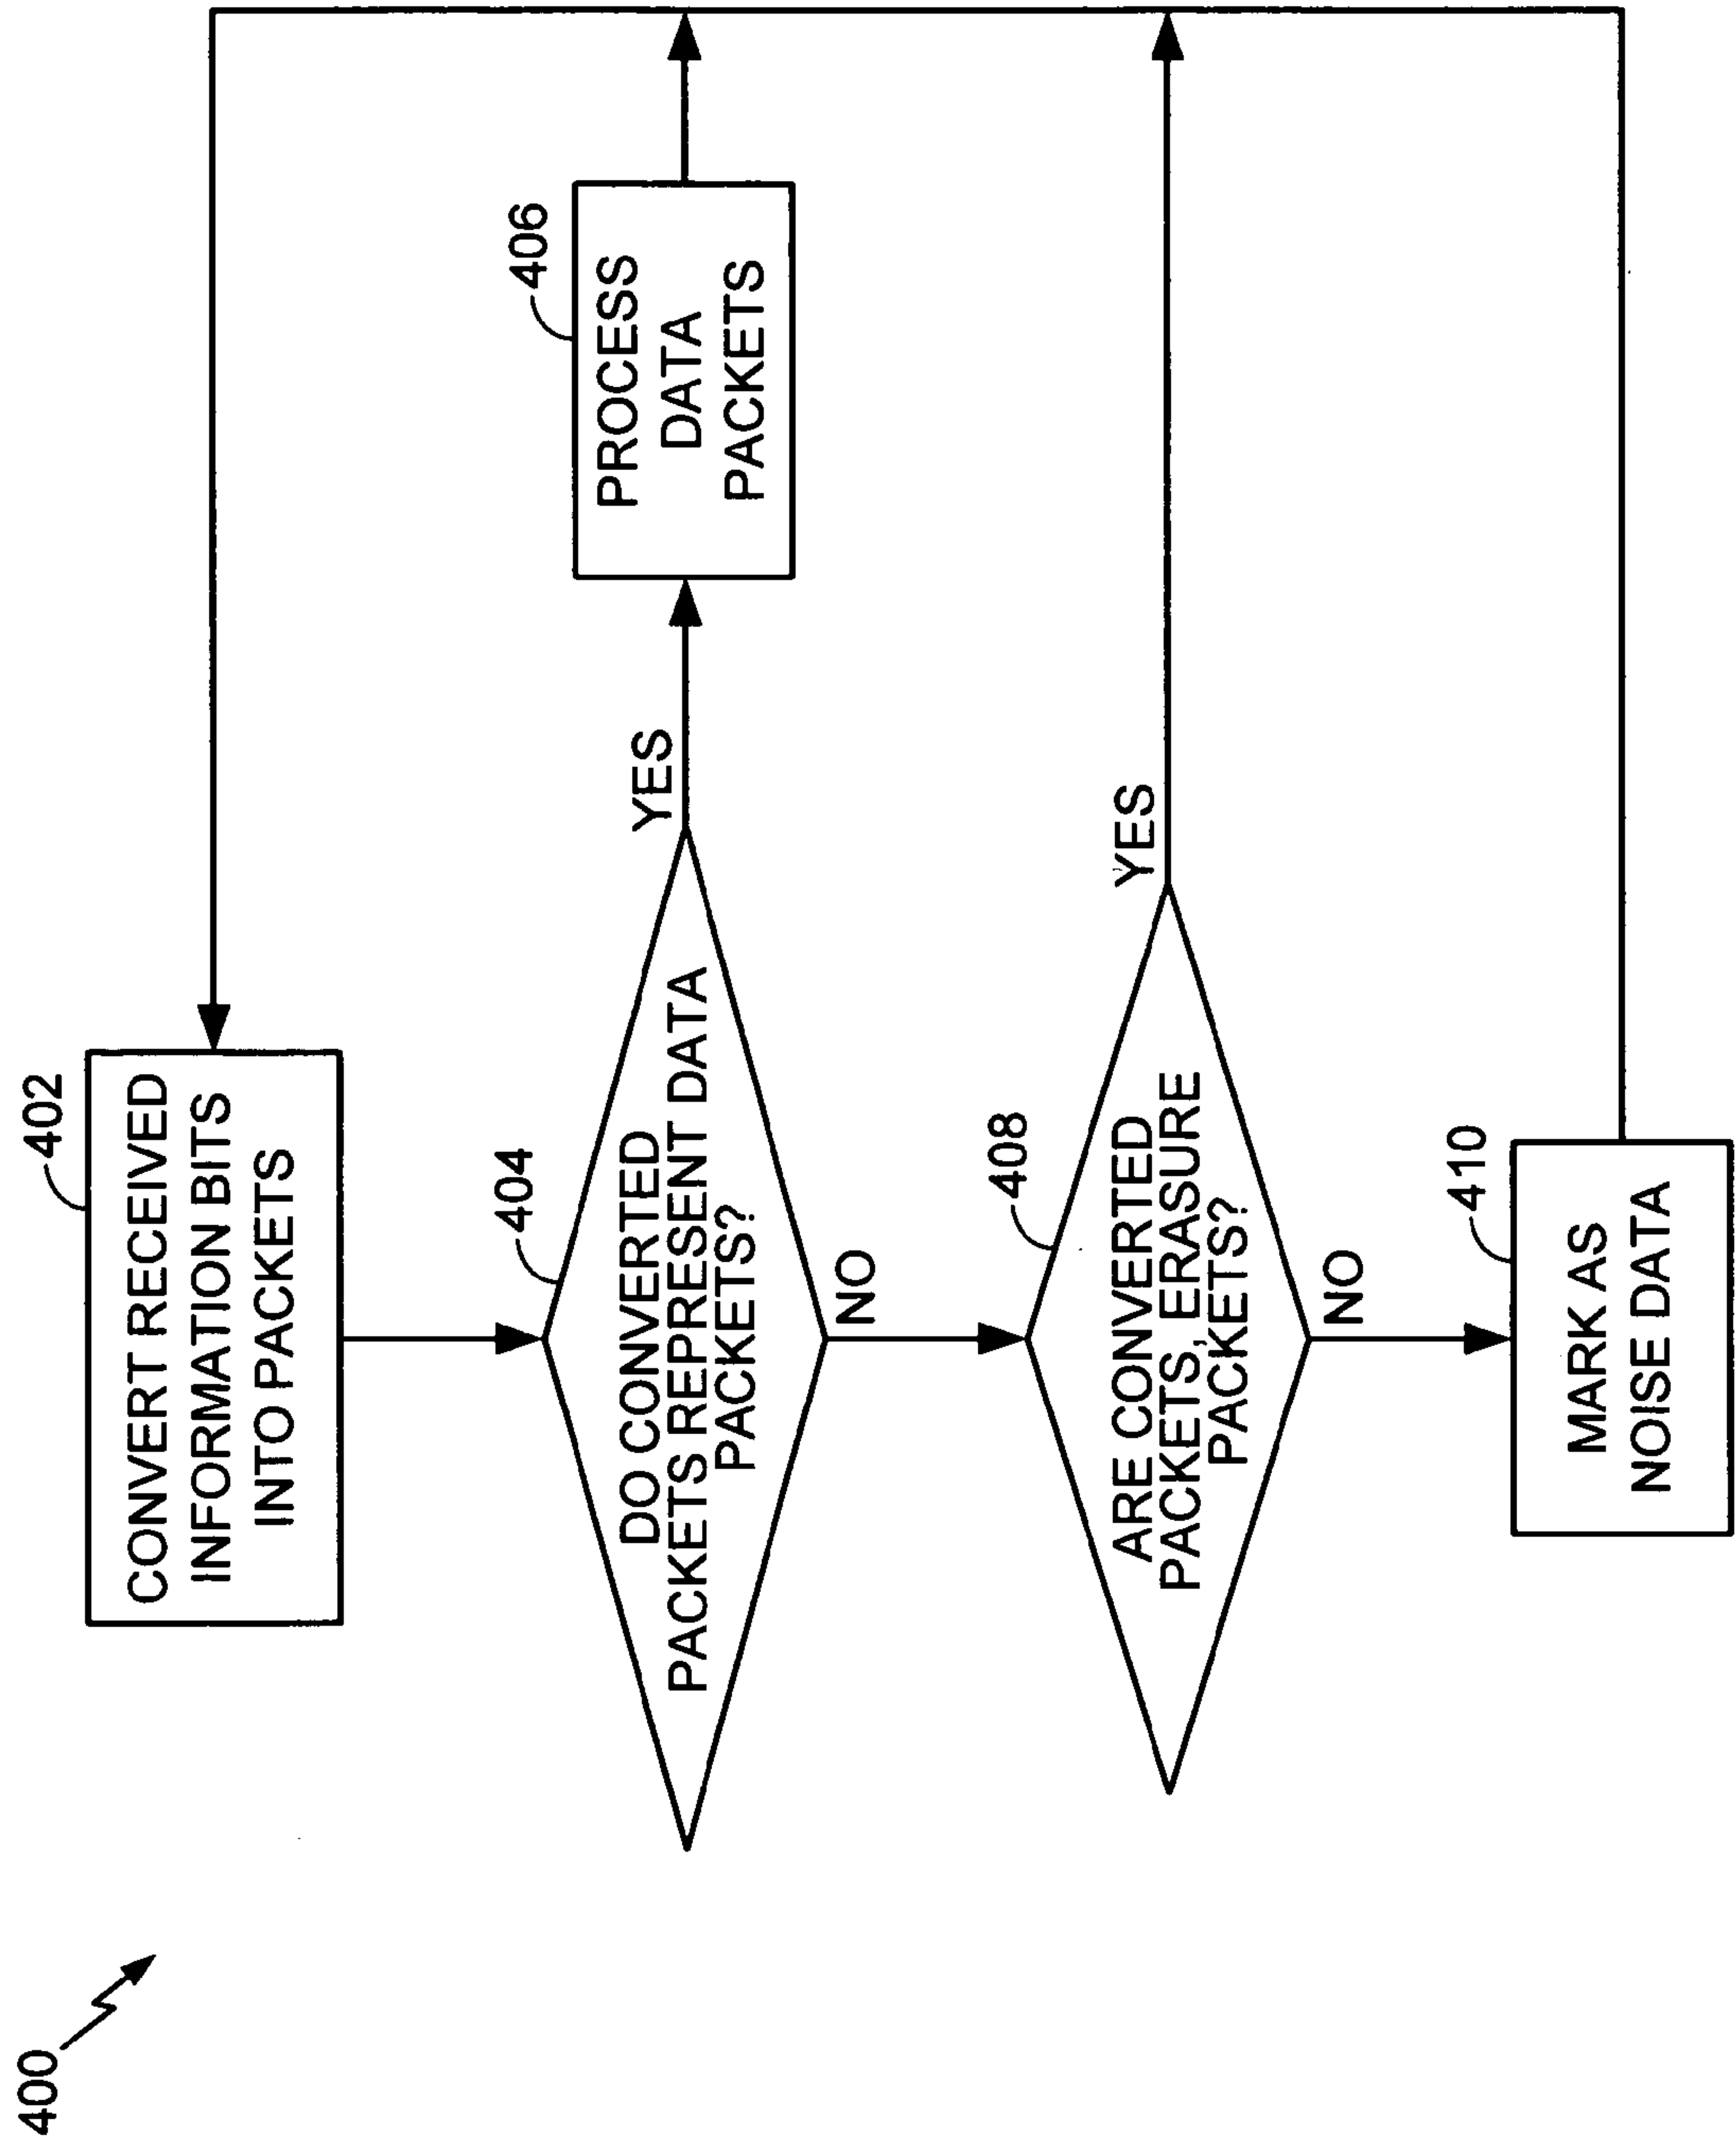 400
402
CONVERT RECEIVED
INFORMATION BITS
INTO PACKETS
404
DO CONVERTED
PACKETS REPRESENT DATA
PACKETS?
YES
406
PROCESS
DATA
PACKETS
NO
408
ARE CONVERTED
PACKETS, ERASURE
PACKETS?
YES
NO
410
MARK AS
NOISE DATA